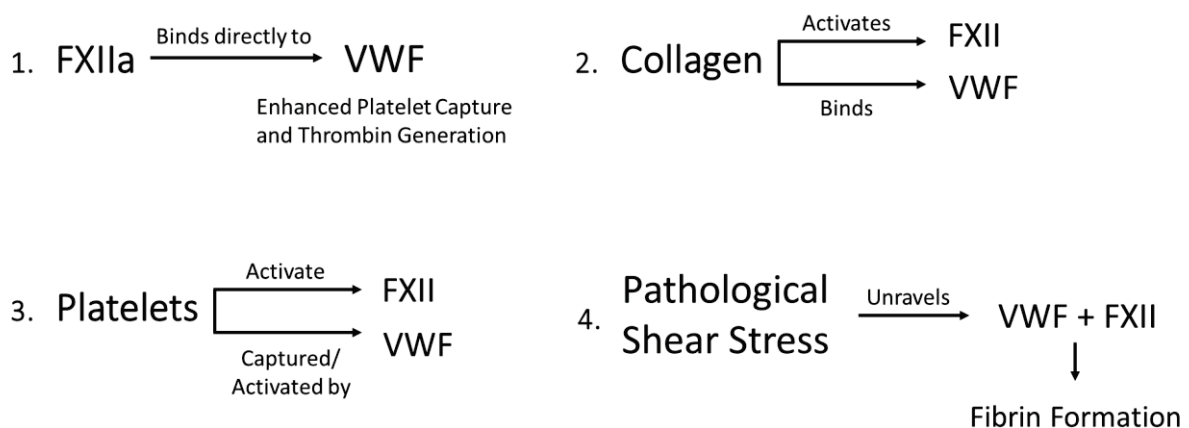 1. FXIIa
Binds directly to
VWF
Enhanced Platelet Capture
and Thrombin Generation
2. Collagen
Activates
FXII
VWF
Binds
3. Platelets
Activate
FXII
VWF
Captured/
Activated by
4. Pathological
Shear Stress
Unravels
VWF + FXII
Fibrin Formation